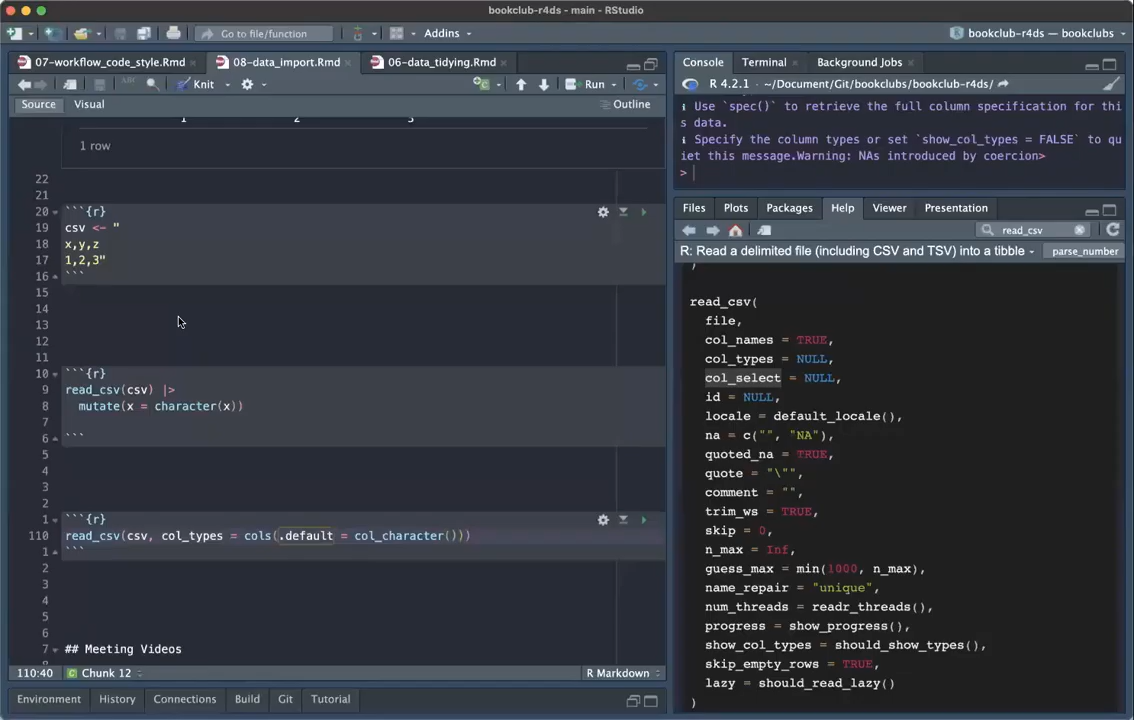 bookclub-r4ds - main - RStudio
Go to file/function
Addins
bookclub-r4ds — bookclubs
07-workflow_code_style.Rmd
08-data_import.Rmd
06-data_tidying.Rmd
Knit
Run
Source
Visual
Outline
1 2 3
1 row
22
21
20 ```{r}
19 csv <- "
18 x,y,z
17 1,2,3"
16 ```
15
14
13
12
11
10 ```{r}
9 read_csv(csv) |>
8 mutate(x = character(x))
7
6 ```
5
4
3
2
1 ```{r}
110 read_csv(csv, col_types = cols(.default = col_character()))
1 ```
2
3
4
5
6
7 ## Meeting Videos
110:40 Chunk 12
R Markdown
Environment History Connections Build Git Tutorial
Console Terminal Background Jobs
R 4.2.1 · ~/Document/Git/bookclubs/bookclub-r4ds/
i Use `spec()` to retrieve the full column specification for thi
s data.
i Specify the column types or set `show_col_types = FALSE` to qu
iet this message.Warning: NAs introduced by coercion>
>
Files Plots Packages Help Viewer Presentation
read_csv
R: Read a delimited file (including CSV and TSV) into a tibble
parse_number
)
read_csv(
file,
col_names = TRUE,
col_types = NULL,
col_select = NULL,
id = NULL,
locale = default_locale(),
na = c("", "NA"),
quoted_na = TRUE,
quote = "\"",
comment = "",
trim_ws = TRUE,
skip = 0,
n_max = Inf,
guess_max = min(1000, n_max),
name_repair = "unique",
num_threads = readr_threads(),
progress = show_progress(),
show_col_types = should_show_types(),
skip_empty_rows = TRUE,
lazy = should_read_lazy()
)